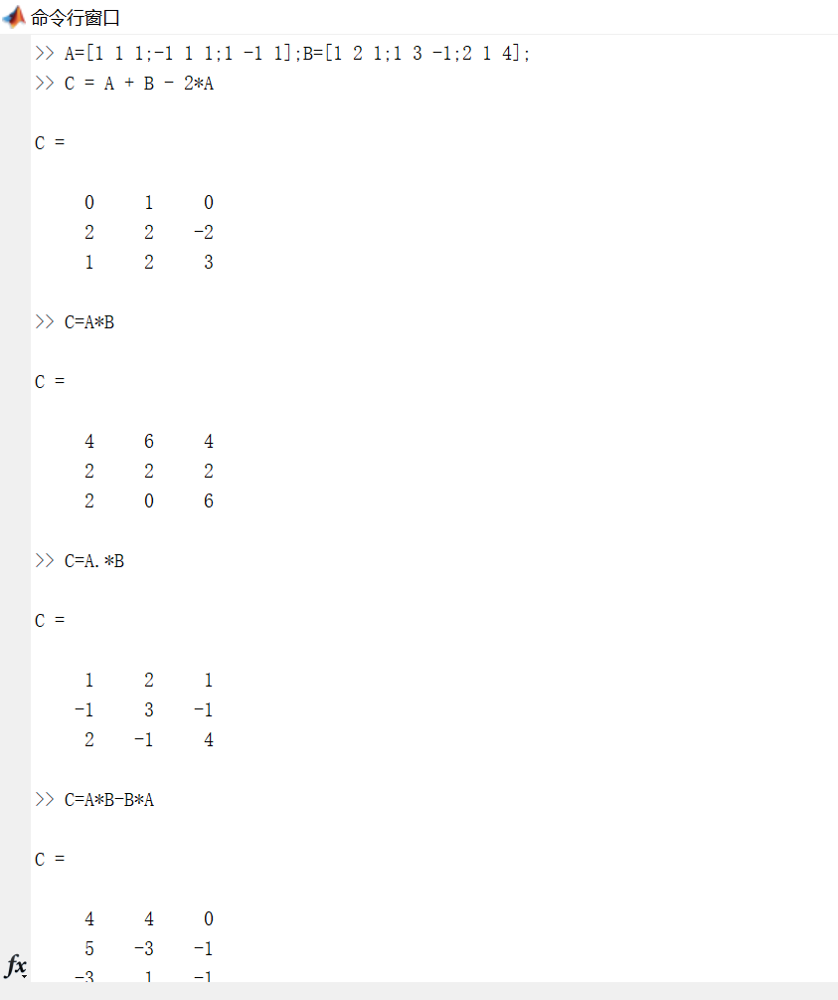 命令行窗口
>> A=[1 1 1;-1 1 1;1 -1 1];B=[1 2 1;1 3 -1;2 1 4];
>> C = A + B - 2*A
C =
0 1 0
2 2 -2
1 2 3
>> C=A*B
C =
4 6 4
2 2 2
2 0 6
>> C=A.*B
C =
1 2 1
-1 3 -1
2 -1 4
>> C=A*B-B*A
C =
4 4 0
5 -3 -1
-3 1 -1
fx